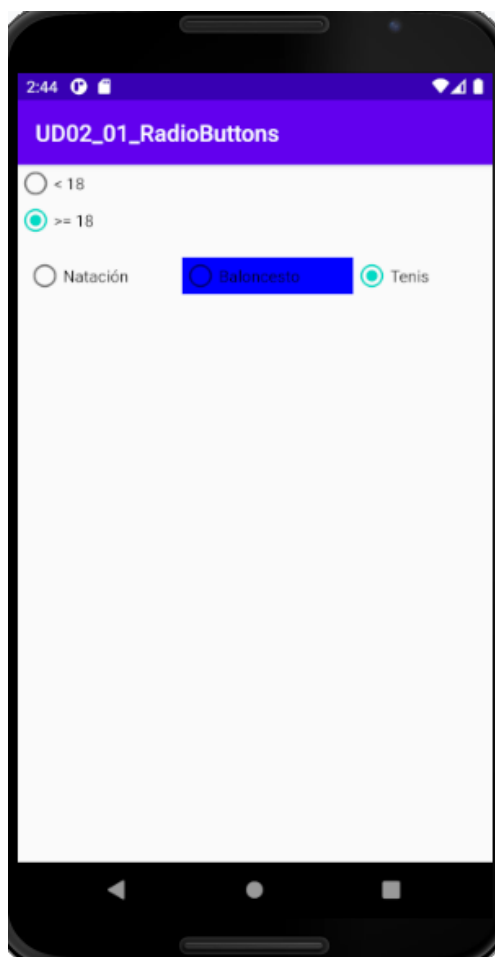 2:44
UD02_01_RadioButtons
< 18
>= 18
Natación Baloncesto Tenis